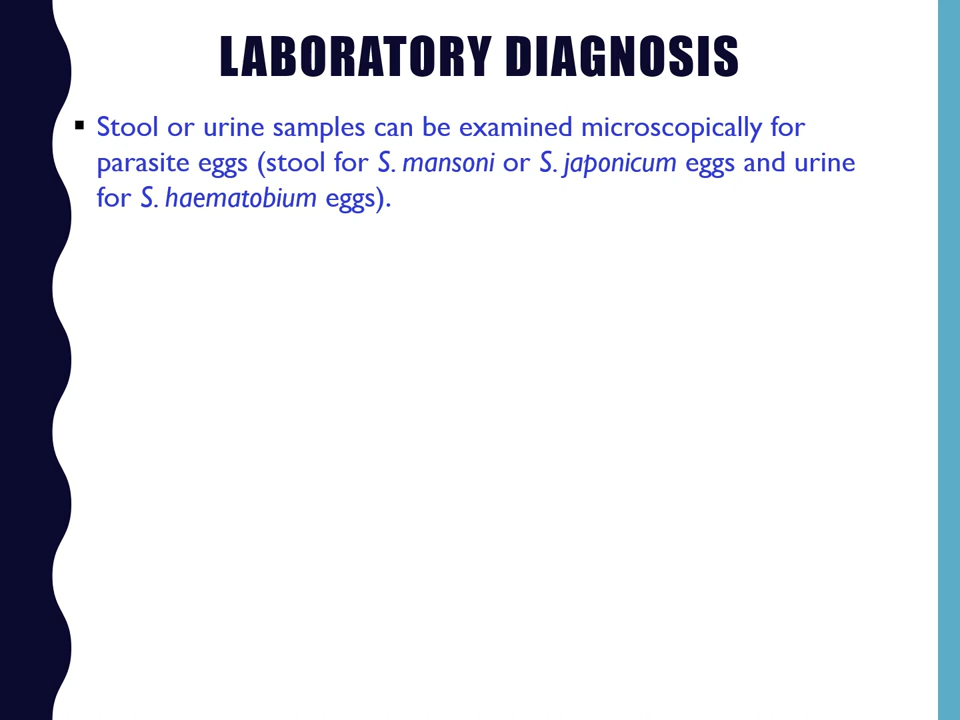 LABORATORY DIAGNOSIS
▪ Stool or urine samples can be examined microscopically for
parasite eggs (stool for S. mansoni or S. japonicum eggs and urine
for S. haematobium eggs).